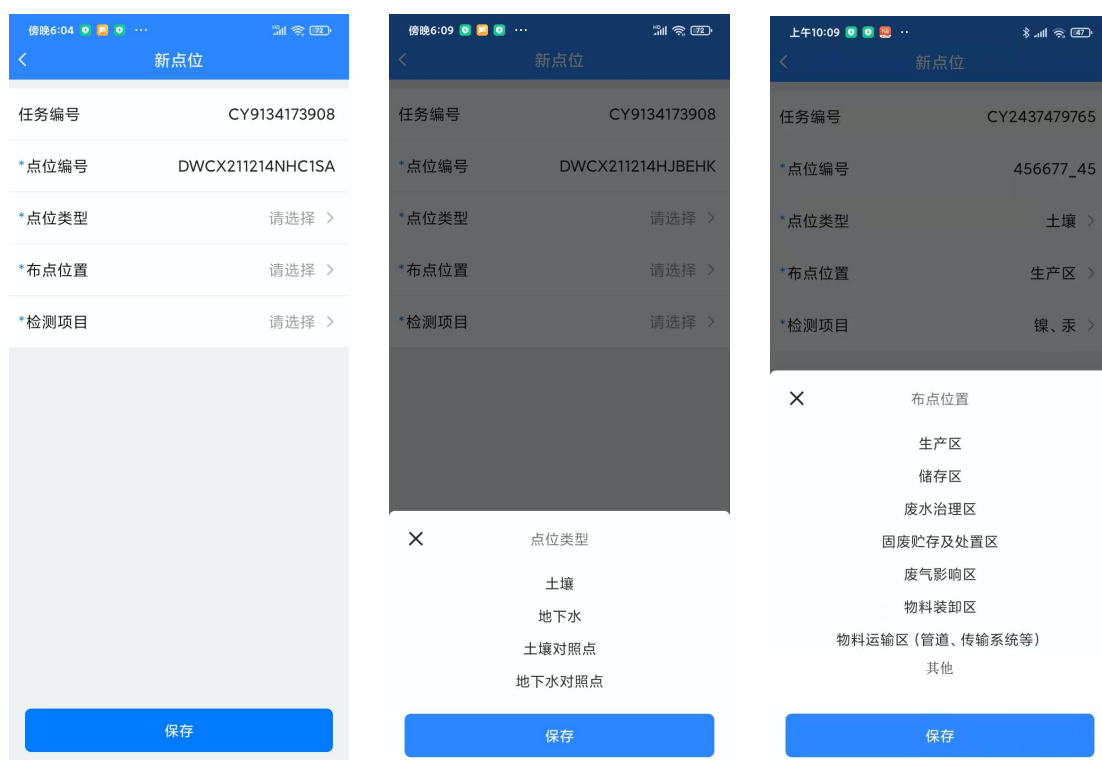 傍晚6:04
72
新点位
任务编号 CY9134173908
*点位编号 DWCX211214NHC1SA
*点位类型 请选择
*布点位置 请选择
*检测项目 请选择
保存
傍晚6:09
72
新点位
任务编号 CY9134173908
*点位编号 DWCX211214HJBEHK
*点位类型 请选择
*布点位置 请选择
*检测项目 请选择
点位类型
土壤
地下水
土壤对照点
地下水对照点
保存
上午10:09
47
新点位
任务编号 CY2437479765
*点位编号 456677_45
*点位类型 土壤
*布点位置 生产区
*检测项目 镍、汞
布点位置
生产区
储存区
废水治理区
固废贮存及处置区
废气影响区
物料装卸区
物料运输区（管道、传输系统等）
其他
保存